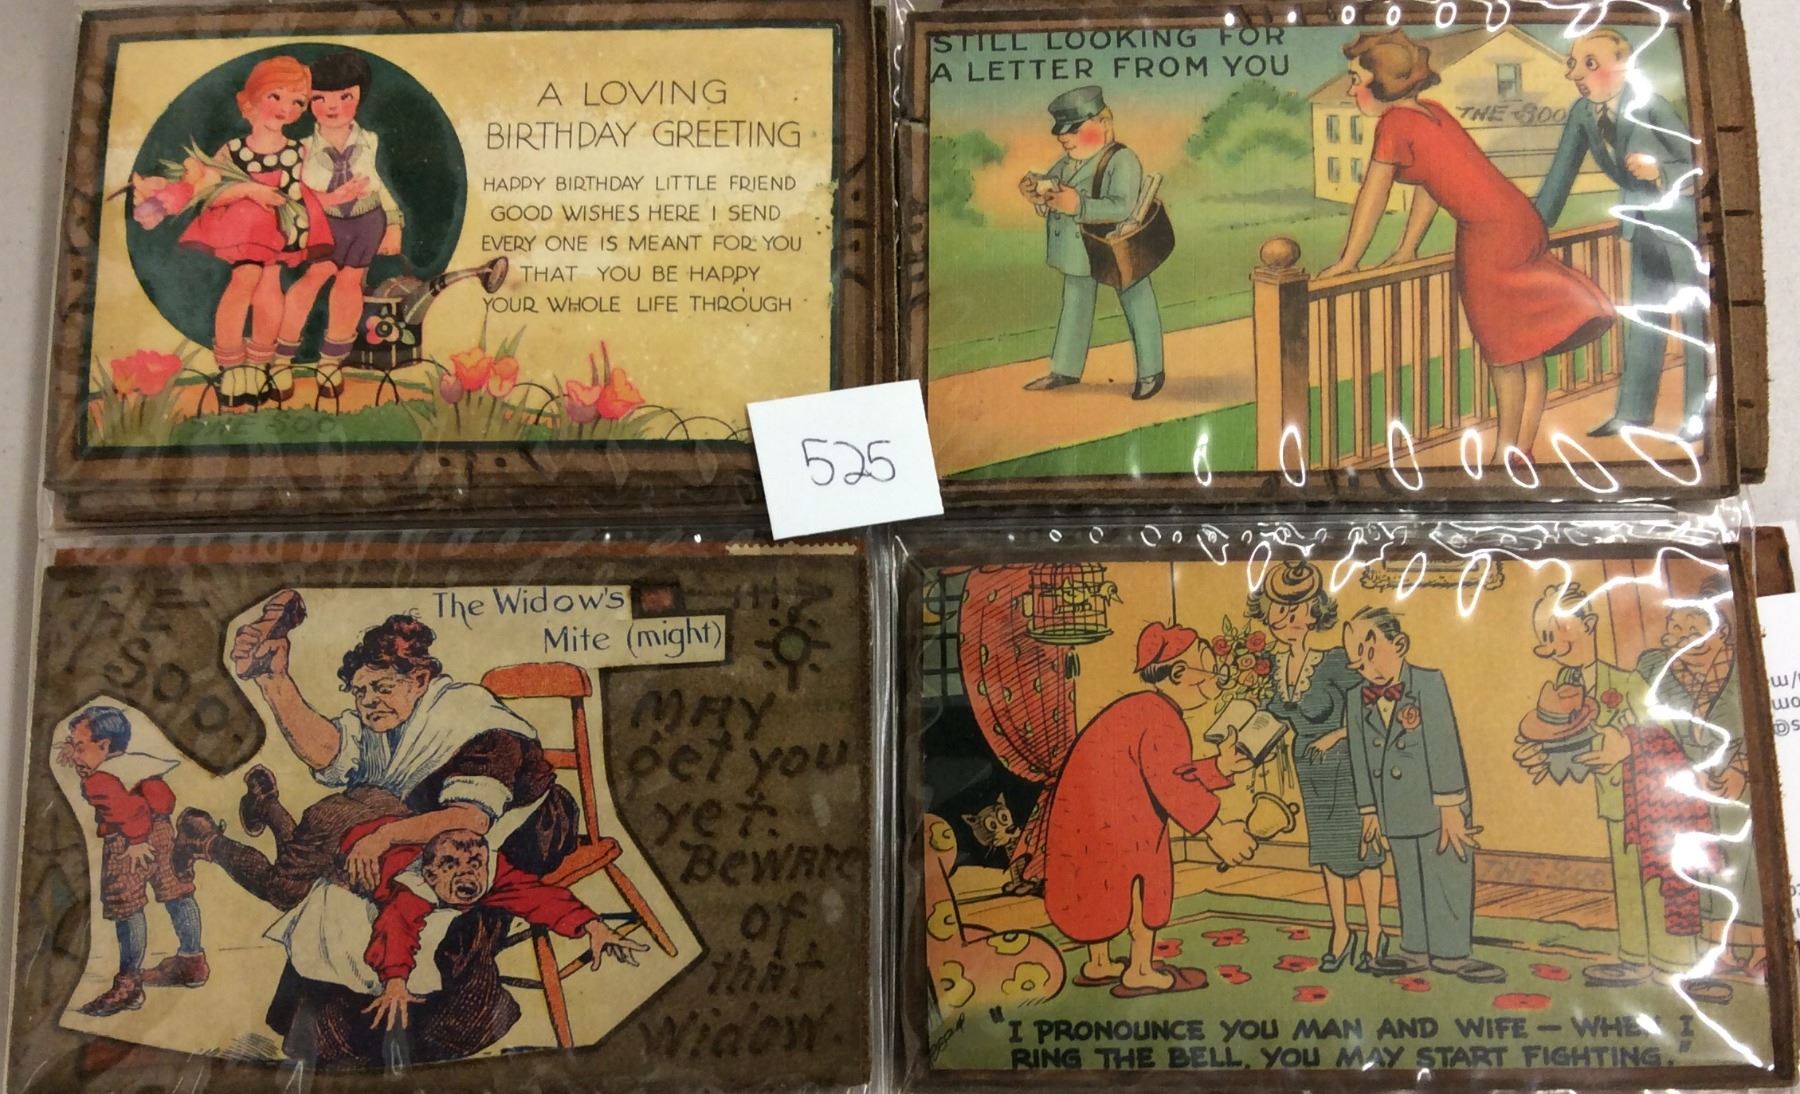 A LOVING
BIRTHDAY GREETING
HAPPY BIRTHDAY LITTLE FRIEND
GOOD WISHES HERE I SEND
EVERY ONE IS MEANT FOR YOU
THAT YOU BE HAPPY
YOUR WHOLE LIFE THROUGH
THE SOO
STILL LOOKING FOR
A LETTER FROM YOU
THE SOO
525
The Widow's
Mite (might)
THE
SOO.
MAY
get you
yet.
BEWARE
of
that
Widow.
"I PRONOUNCE YOU MAN AND WIFE — WHEN I
RING THE BELL, YOU MAY START FIGHTING."